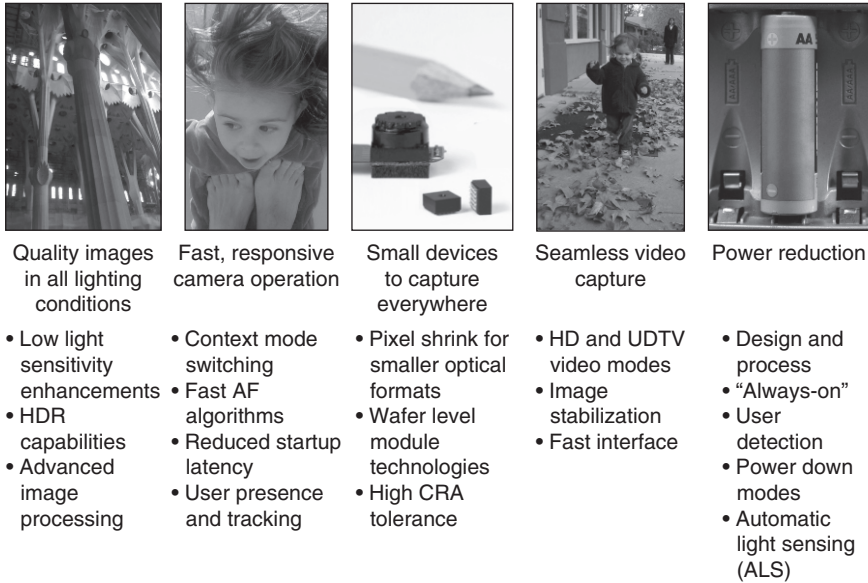 AA
AA/AAA
AA/AAA
Quality images
in all lighting
conditions
• Low light
sensitivity
enhancements
• HDR
capabilities
• Advanced
image
processing
Fast, responsive
camera operation
• Context mode
switching
• Fast AF
algorithms
• Reduced startup
latency
• User presence
and tracking
Small devices
to capture
everywhere
• Pixel shrink for
smaller optical
formats
• Wafer level
module
technologies
• High CRA
tolerance
Seamless video
capture
• HD and UDTV
video modes
• Image
stabilization
• Fast interface
Power reduction
• Design and
process
• “Always-on”
• User
detection
• Power down
modes
• Automatic
light sensing
(ALS)